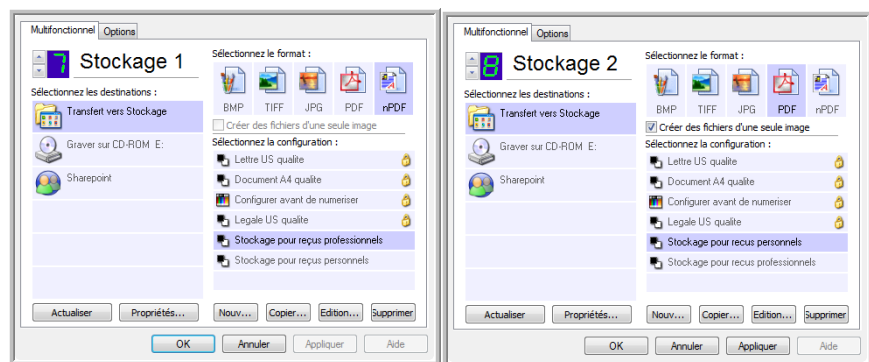 Multifonctionnel Options
7 Stockage 1
Sélectionnez les destinations :
Transfert vers Stockage
Graver sur CD-ROM E:
Sharepoint
Actualiser Propriétés...
Sélectionnez le format :
BMP TIFF JPG PDF nPDF
Créer des fichiers d'une seule image
Sélectionnez la configuration :
Lettre US qualite
Document A4 qualite
Configurer avant de numeriser
Legale US qualite
Stockage pour reçus professionnels
Stockage pour reçus personnels
Nouv... Copier... Edition... Supprimer
OK Annuler Appliquer Aide
Multifonctionnel Options
8 Stockage 2
Sélectionnez les destinations :
Transfert vers Stockage
Graver sur CD-ROM E:
Sharepoint
Actualiser Propriétés...
Sélectionnez le format :
BMP TIFF JPG PDF nPDF
Créer des fichiers d'une seule image
Sélectionnez la configuration :
Lettre US qualite
Document A4 qualite
Configurer avant de numeriser
Legale US qualite
Stockage pour recus personnels
Stockage pour reçus professionnels
Nouv... Copier... Edition... Supprimer
OK Annuler Appliquer Aide